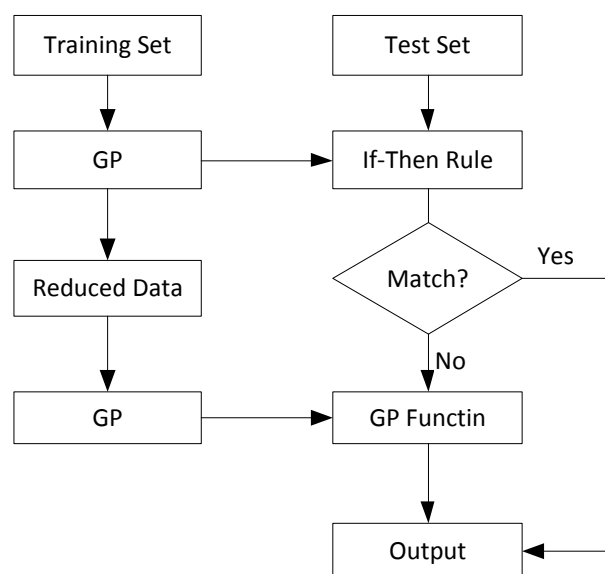 Training Set
Test Set
GP
If-Then Rule
Reduced Data
Match?
Yes
No
GP
GP Functin
Output